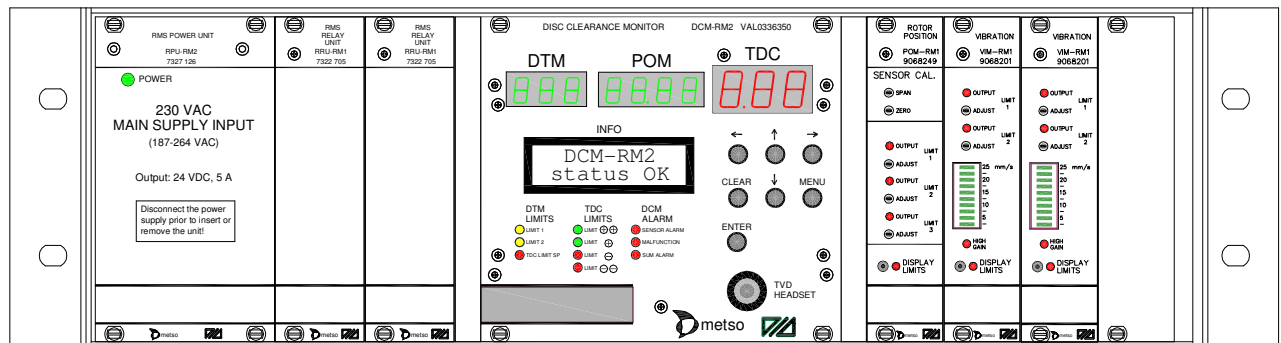 RMS POWER UNIT
RPU-RM2
7327 126
POWER
230 VAC
MAIN SUPPLY INPUT
(187-264 VAC)
Output: 24 VDC, 5 A
Disconnect the power
supply prior to insert or
remove the unit!
metso
RMS
RELAY
UNIT
RRU-RM1
7322 705
metso
RMS
RELAY
UNIT
RRU-RM1
7322 705
metso
DISC CLEARANCE MONITOR DCM-RM2 VAL0336350
DTM
POM
TDC
888
88.88
8.88
INFO
DCM-RM2
status OK
← ↑ →
CLEAR
↓
MENU
ENTER
DTM
LIMITS
LIMIT 1
LIMIT 2
TDC LIMIT SP
TDC
LIMITS
LIMIT ++
LIMIT +
LIMIT -
LIMIT --
DCM
ALARM
SENSOR ALARM
MALFUNCTION
SUM ALARM
TVD
HEADSET
metso
ROTOR
POSITION
POM-RM1
9068249
SENSOR CAL.
SPAN
ZERO
OUTPUT
LIMIT
1
ADJUST
OUTPUT
LIMIT
2
ADJUST
OUTPUT
LIMIT
3
ADJUST
DISPLAY
LIMITS
metso
VIBRATION
VIM-RM1
9068201
OUTPUT
LIMIT
1
ADJUST
OUTPUT
LIMIT
2
ADJUST
25 mm/s
20
15
10
5
HIGH
GAIN
DISPLAY
LIMITS
metso
VIBRATION
VIM-RM1
9068201
OUTPUT
LIMIT
1
ADJUST
OUTPUT
LIMIT
2
ADJUST
25 mm/s
20
15
10
5
HIGH
GAIN
DISPLAY
LIMITS
metso